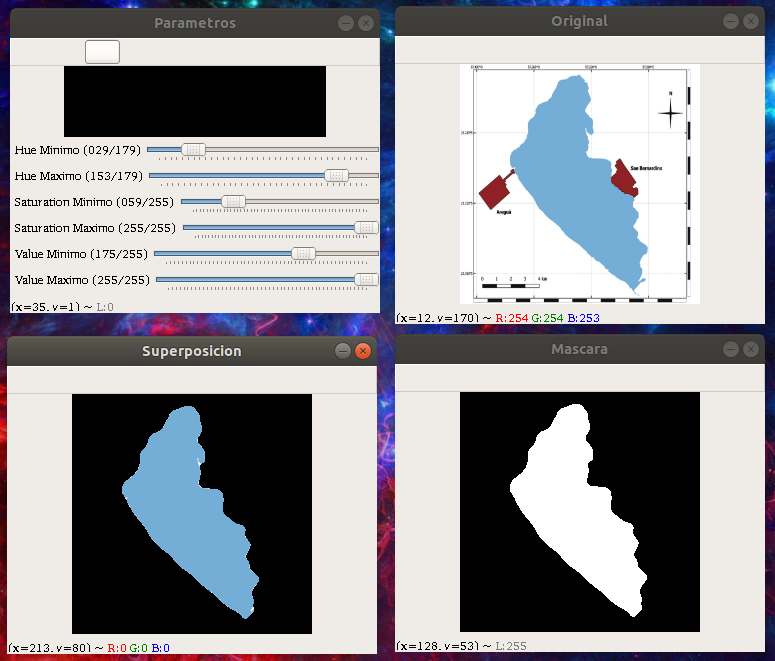 Parametros
Hue Minimo (029/179)
Hue Maximo (153/179)
Saturation Minimo (059/255)
Saturation Maximo (255/255)
Value Minimo (175/255)
Value Maximo (255/255)
(x=35, y=1) ~ L:0
Original
N
San Bernardino
Areguá
0 1 2 3 4 km
(x=12, y=170) ~ R:254 G:254 B:253
Superposicion
(x=213, y=80) ~ R:0 G:0 B:0
Mascara
(x=128, y=53) ~ L:255